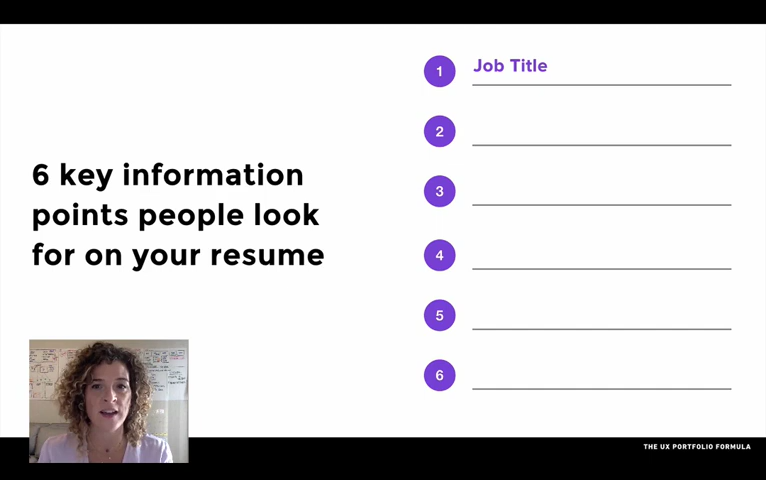 6 key information
points people look
for on your resume
1 Job Title
2
3
4
5
6
THE UX PORTFOLIO FORMULA